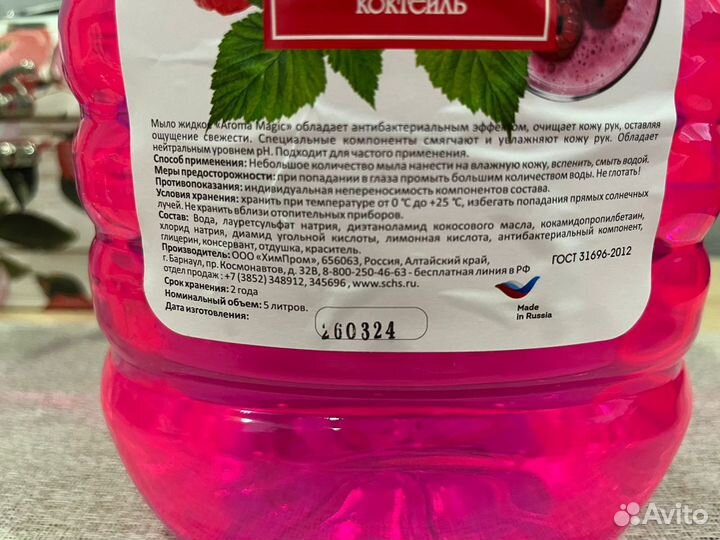 КОКТЕЙЛЬ
Мыло жидкое «Aroma Magic» обладает антибактериальным эффектом, очищает кожу рук, оставляя
ощущение свежести. Специальные компоненты смягчают и увлажняют кожу рук. Обладает
нейтральным уровнем pH. Подходит для частого применения.
Способ применения: Небольшое количество мыла нанести на влажную кожу, вспенить, смыть водой.
Меры предосторожности: при попадании в глаза промыть большим количеством воды. Не глотать!
Противопоказания: индивидуальная непереносимость компонентов состава.
Условия хранения: хранить при температуре от 0 °C до +25 °C, избегать попадания прямых солнечных
лучей. Не хранить вблизи отопительных приборов.
Состав: Вода, лауретсульфат натрия, диэтаноламид кокосового масла, кокамидопропилбетаин,
хлорид натрия, диамид угольной кислоты, лимонная кислота, антибактериальный компонент,
глицерин, консервант, отдушка, краситель.
Производитель: ООО «ХимПром», 656063, Россия, Алтайский край,
г. Барнаул, пр. Космонавтов, д. 32В, 8-800-250-46-63 - бесплатная линия в РФ
отдел продаж : +7 (3852) 348912, 345696 , www.schs.ru.
Срок хранения: 2 года
Номинальный объем: 5 литров.
Дата изготовления:
260324
ГОСТ 31696-2012
Made
in Russia
Avito